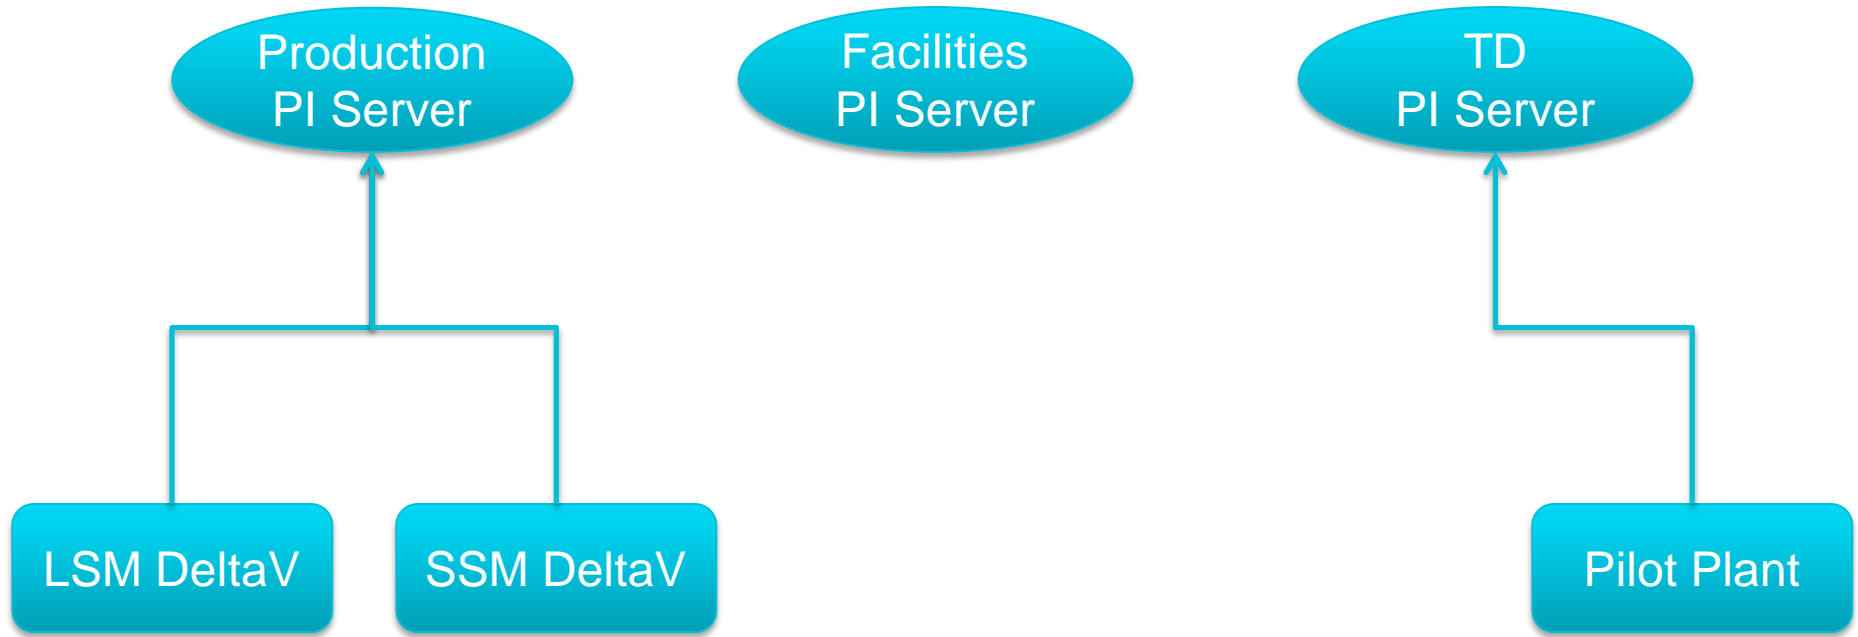 Production
PI Server
Facilities
PI Server
TD
PI Server
LSM DeltaV
SSM DeltaV
Pilot Plant